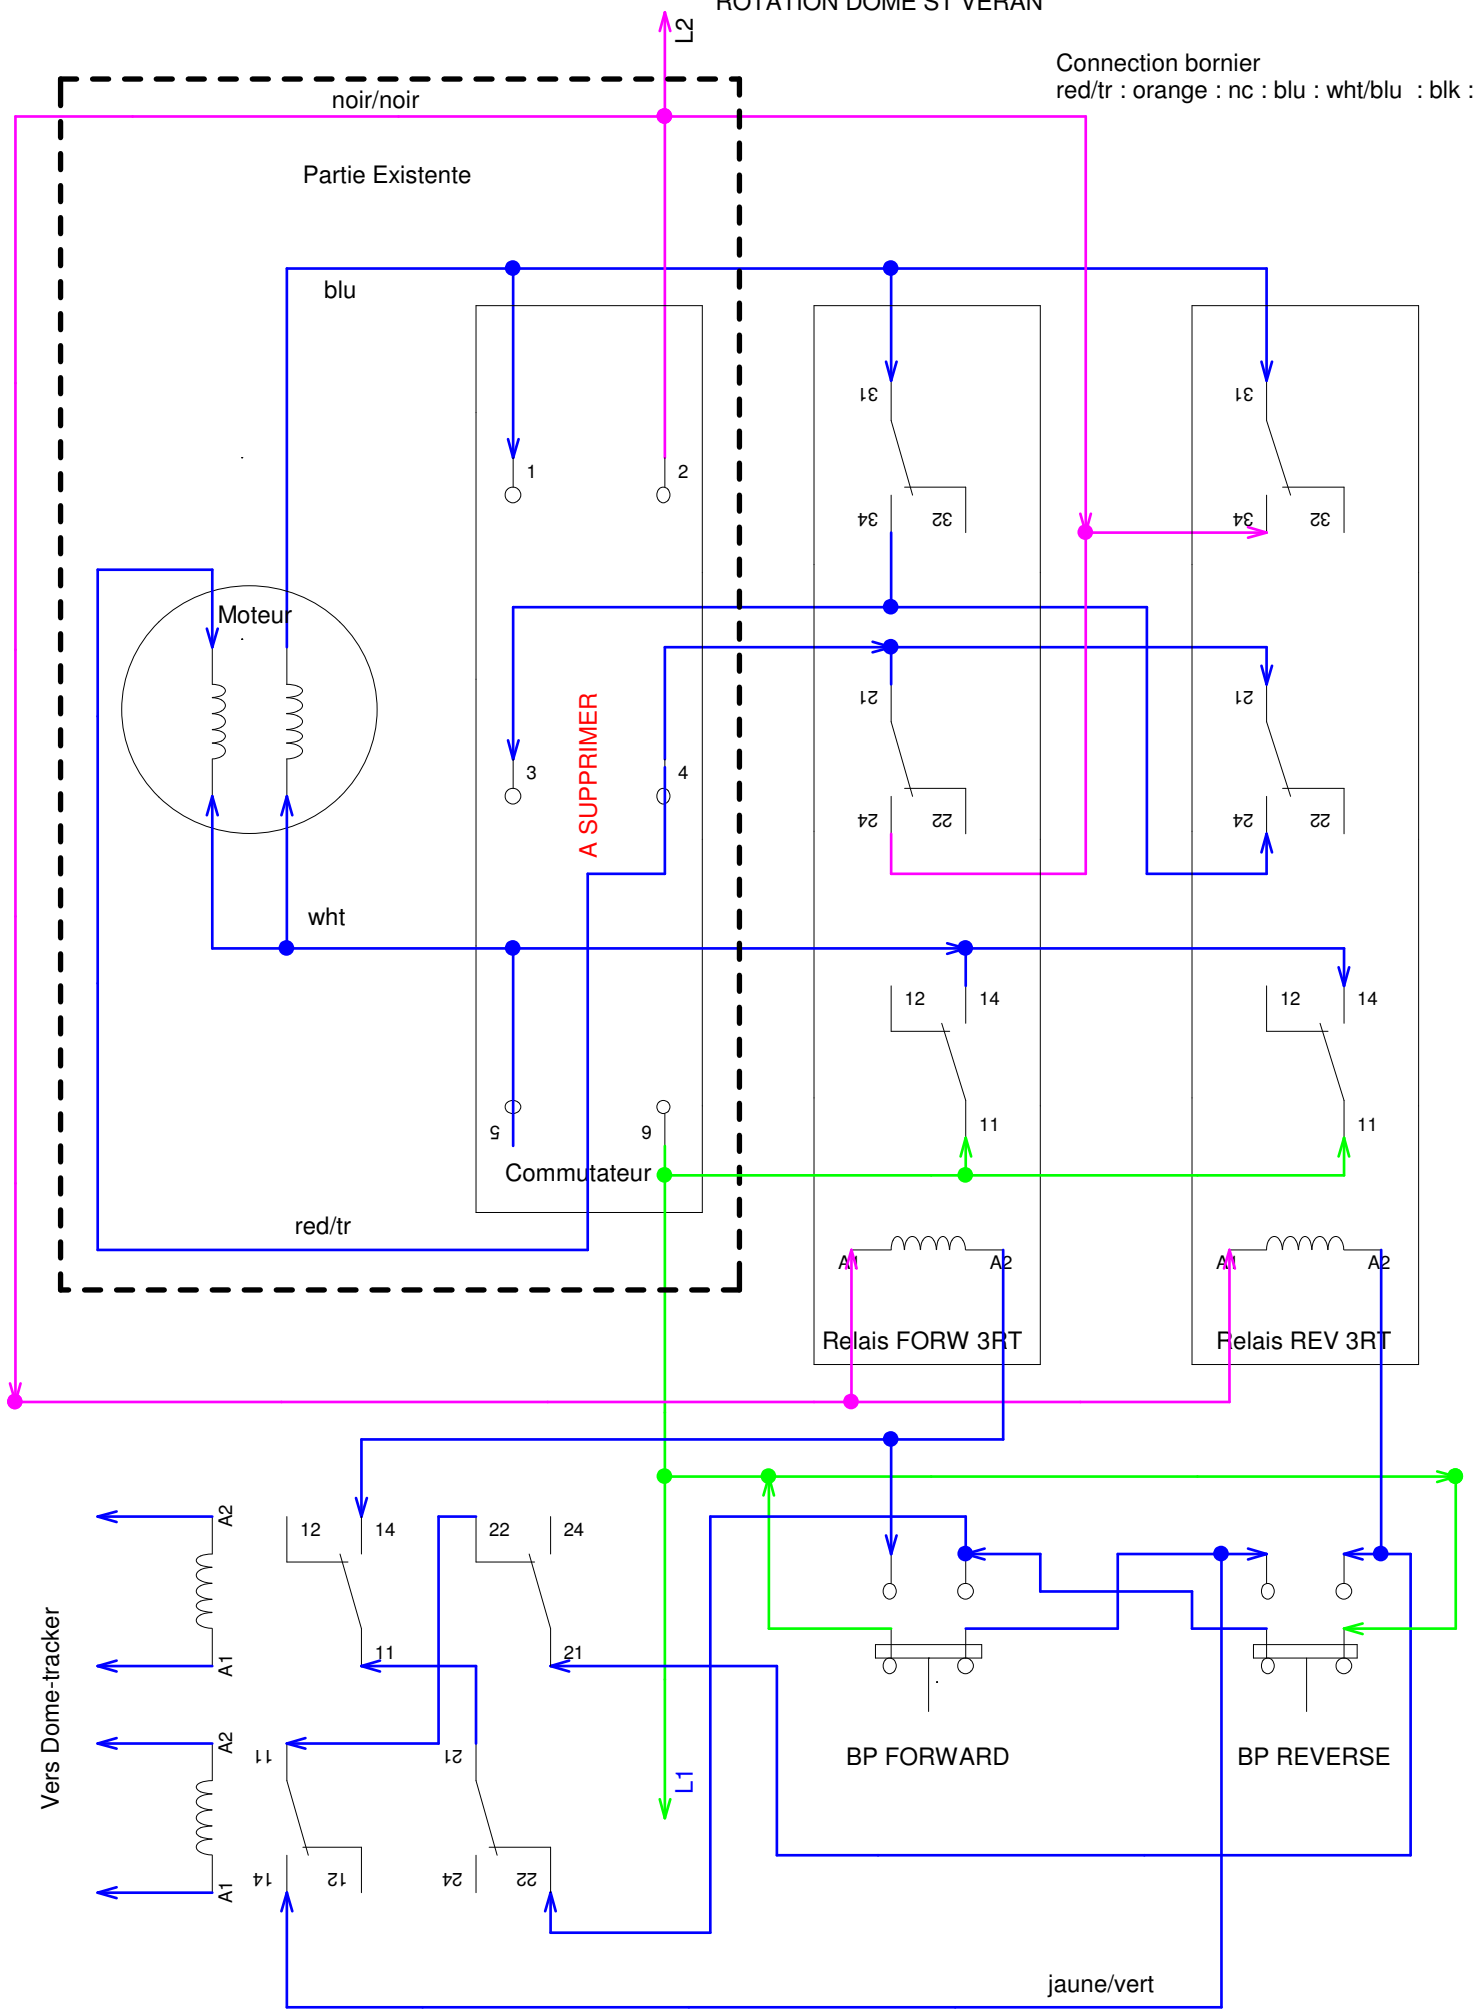 ROTATION DOME ST VERAN
L2
Connection bornier
red/tr : orange : nc : blu : wht/blu : blk :
noir/noir
Partie Existente
blu
31
31
1
2
34
32
34
32
Moteur
21
21
3
A SUPPRIMER
4
24
22
24
22
wht
12
14
12
14
5
6
11
11
Commutateur
red/tr
A1
A2
A1
A2
Relais FORW 3RT
Relais REV 3RT
A2
12
14
22
24
A1
11
21
Vers Dome-tracker
A2
11
21
L1
BP FORWARD
BP REVERSE
A1
14
12
24
22
jaune/vert